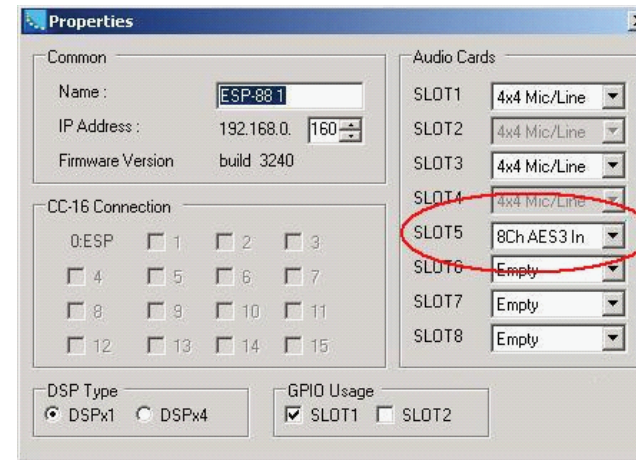 Properties
Common
Name :
ESP-88 1
IP Address :
192.168.0. 160
Firmware Version
build 3240
CC-16 Connection
0:ESP 1 2 3
4 5 6 7
8 9 10 11
12 13 14 15
DSP Type
DSPx1 DSPx4
GPIO Usage
SLOT1 SLOT2
Audio Cards
SLOT1 4x4 Mic/Line
SLOT2 4x4 Mic/Line
SLOT3 4x4 Mic/Line
SLOT4 4x4 Mic/Line
SLOT5 8Ch AES3 In
SLOT6 Empty
SLOT7 Empty
SLOT8 Empty